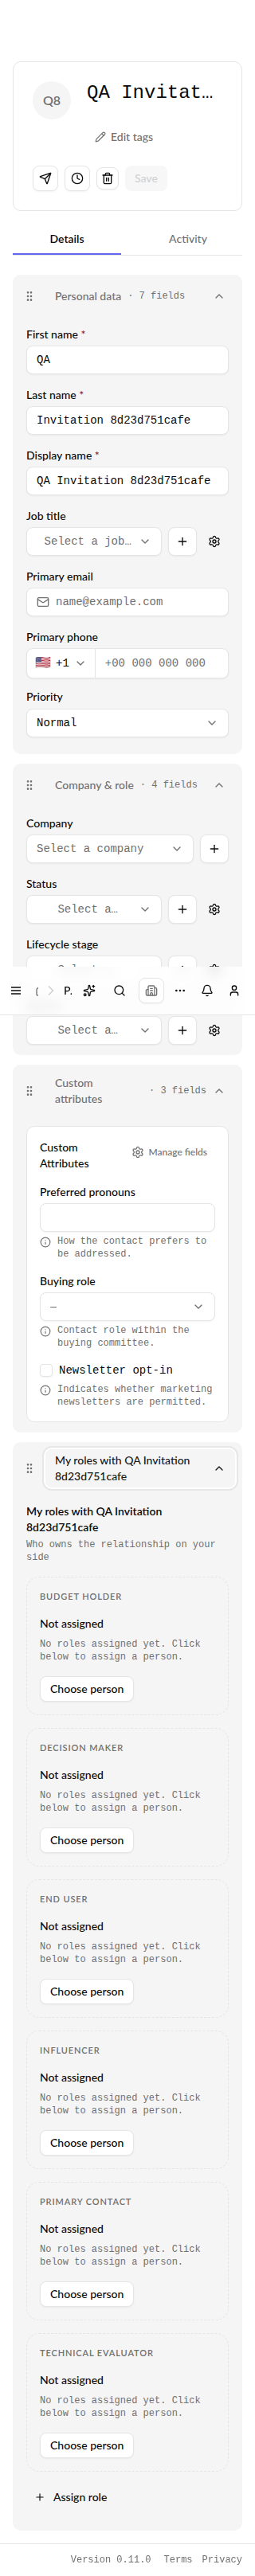 Q8
QA Invitat…
Edit tags
Save
Details
Activity
Personal data · 7 fields
First name *
QA
Last name *
Invitation 8d23d751cafe
Display name *
QA Invitation 8d23d751cafe
Job title
Select a job…
Primary email
name@example.com
Primary phone
+1
+00 000 000 000
Priority
Normal
Company & role · 4 fields
Company
Select a company
Status
Select a…
Lifecycle stage
P.
Select a…
Custom
attributes
· 3 fields
Custom
Attributes
Manage fields
Preferred pronouns
How the contact prefers to
be addressed.
Buying role
—
Contact role within the
buying committee.
Newsletter opt-in
Indicates whether marketing
newsletters are permitted.
My roles with QA Invitation
8d23d751cafe
My roles with QA Invitation
8d23d751cafe
Who owns the relationship on your
side
BUDGET HOLDER
Not assigned
No roles assigned yet. Click
below to assign a person.
Choose person
DECISION MAKER
Not assigned
No roles assigned yet. Click
below to assign a person.
Choose person
END USER
Not assigned
No roles assigned yet. Click
below to assign a person.
Choose person
INFLUENCER
Not assigned
No roles assigned yet. Click
below to assign a person.
Choose person
PRIMARY CONTACT
Not assigned
No roles assigned yet. Click
below to assign a person.
Choose person
TECHNICAL EVALUATOR
Not assigned
No roles assigned yet. Click
below to assign a person.
Choose person
Assign role
Version 0.11.0 Terms Privacy